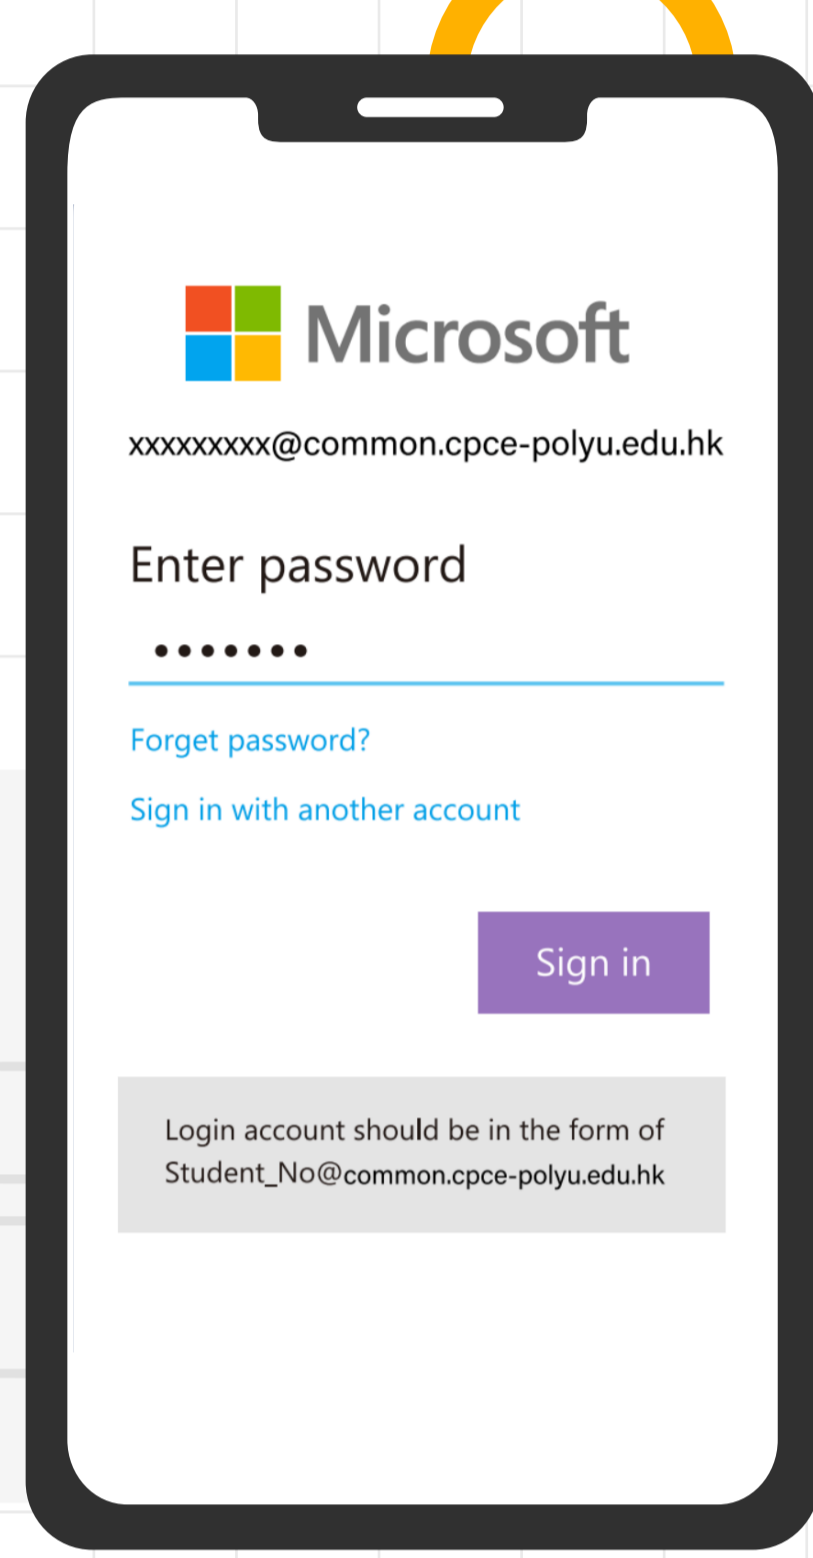 Microsoft
xxxxxxxxx@common.cpce-polyu.edu.hk
Enter password
•••••••
Forget password?
Sign in with another account
Sign in
Login account should be in the form of
Student_No@common.cpce-polyu.edu.hk